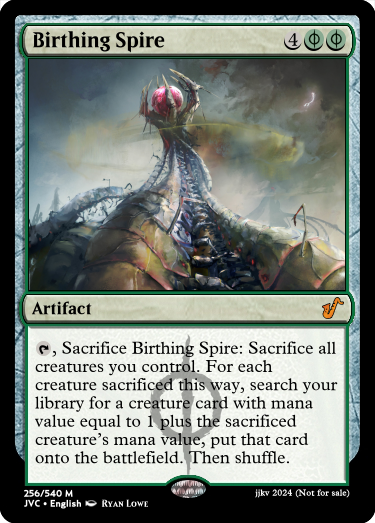 Birthing Spire 4
Artifact
, Sacrifice Birthing Spire: Sacrifice all
creatures you control. For each
creature sacrificed this way, search your
library for a creature card with mana
value equal to 1 plus the sacrificed
creature's mana value, put that card
onto the battlefield. Then shuffle.
256/540 M
jjkv 2024 (Not for sale)
JVC • English Ryan Lowe